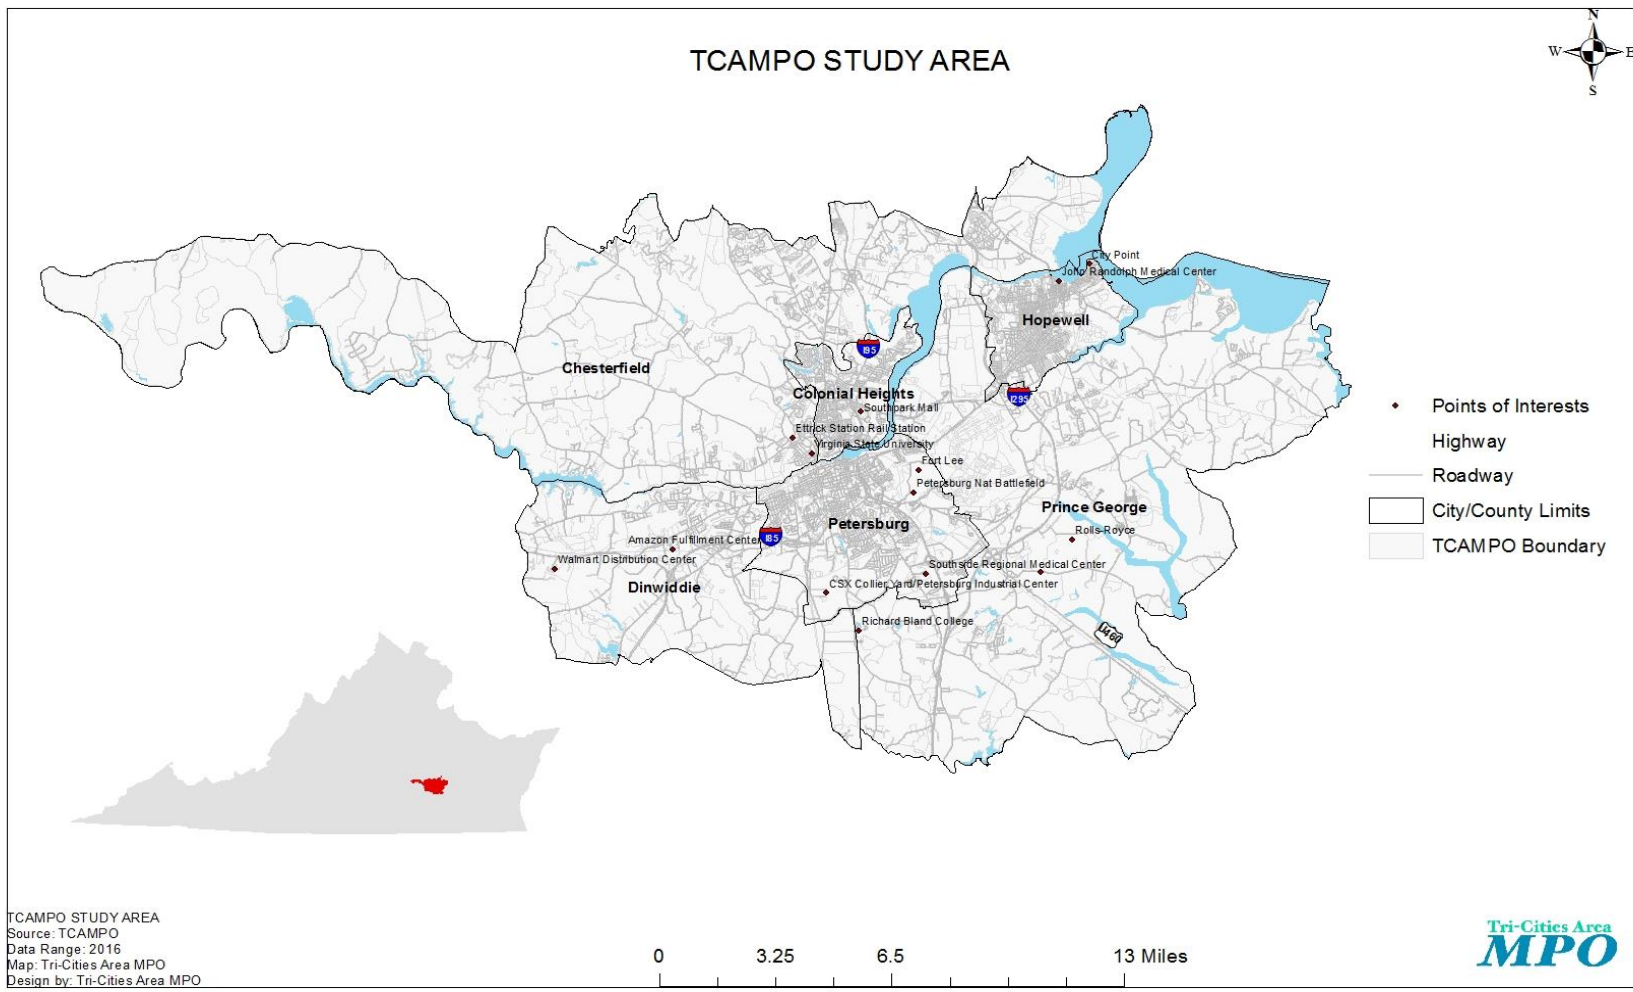 N
W
E
S
TCAMPO STUDY AREA
City Point
John Randolph Medical Center
Hopewell
195
Chesterfield
Colonial Heights
I295
Southpark Mall
Ettrick Station Rail Station
Virginia State University
Fort Lee
Petersburg Nat Battlefield
Prince George
Petersburg
Rolls-Royce
I85
Amazon Fulfillment Center
Walmart Distribution Center
Southside Regional Medical Center
CSX Collier Yard/Petersburg Industrial Center
Dinwiddie
Richard Bland College
U460
Points of Interests
Highway
Roadway
City/County Limits
TCAMPO Boundary
TCAMPO STUDY AREA
Source: TCAMPO
Data Range: 2016
Map: Tri-Cities Area MPO
Design by: Tri-Cities Area MPO
0 3.25 6.5 13 Miles
Tri-Cities Area
MPO